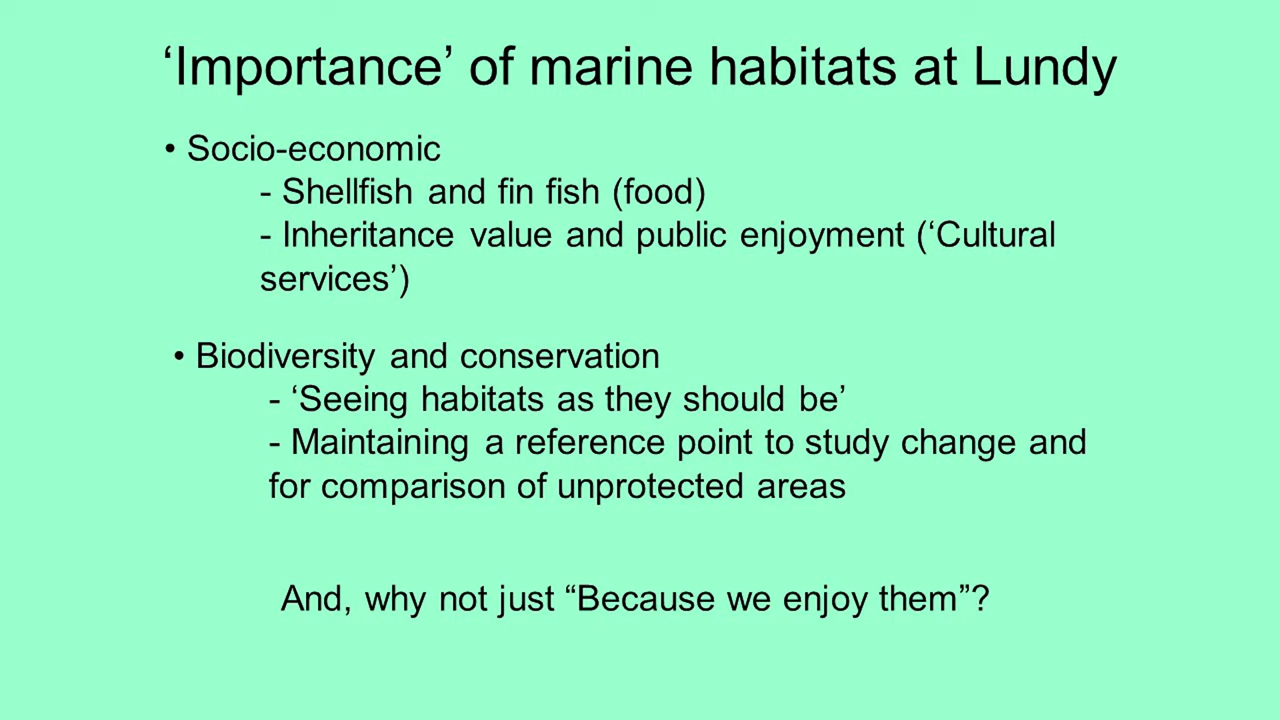 ‘Importance’ of marine habitats at Lundy
• Socio-economic
- Shellfish and fin fish (food)
- Inheritance value and public enjoyment (‘Cultural
services’)
• Biodiversity and conservation
- ‘Seeing habitats as they should be’
- Maintaining a reference point to study change and
for comparison of unprotected areas
And, why not just “Because we enjoy them”?